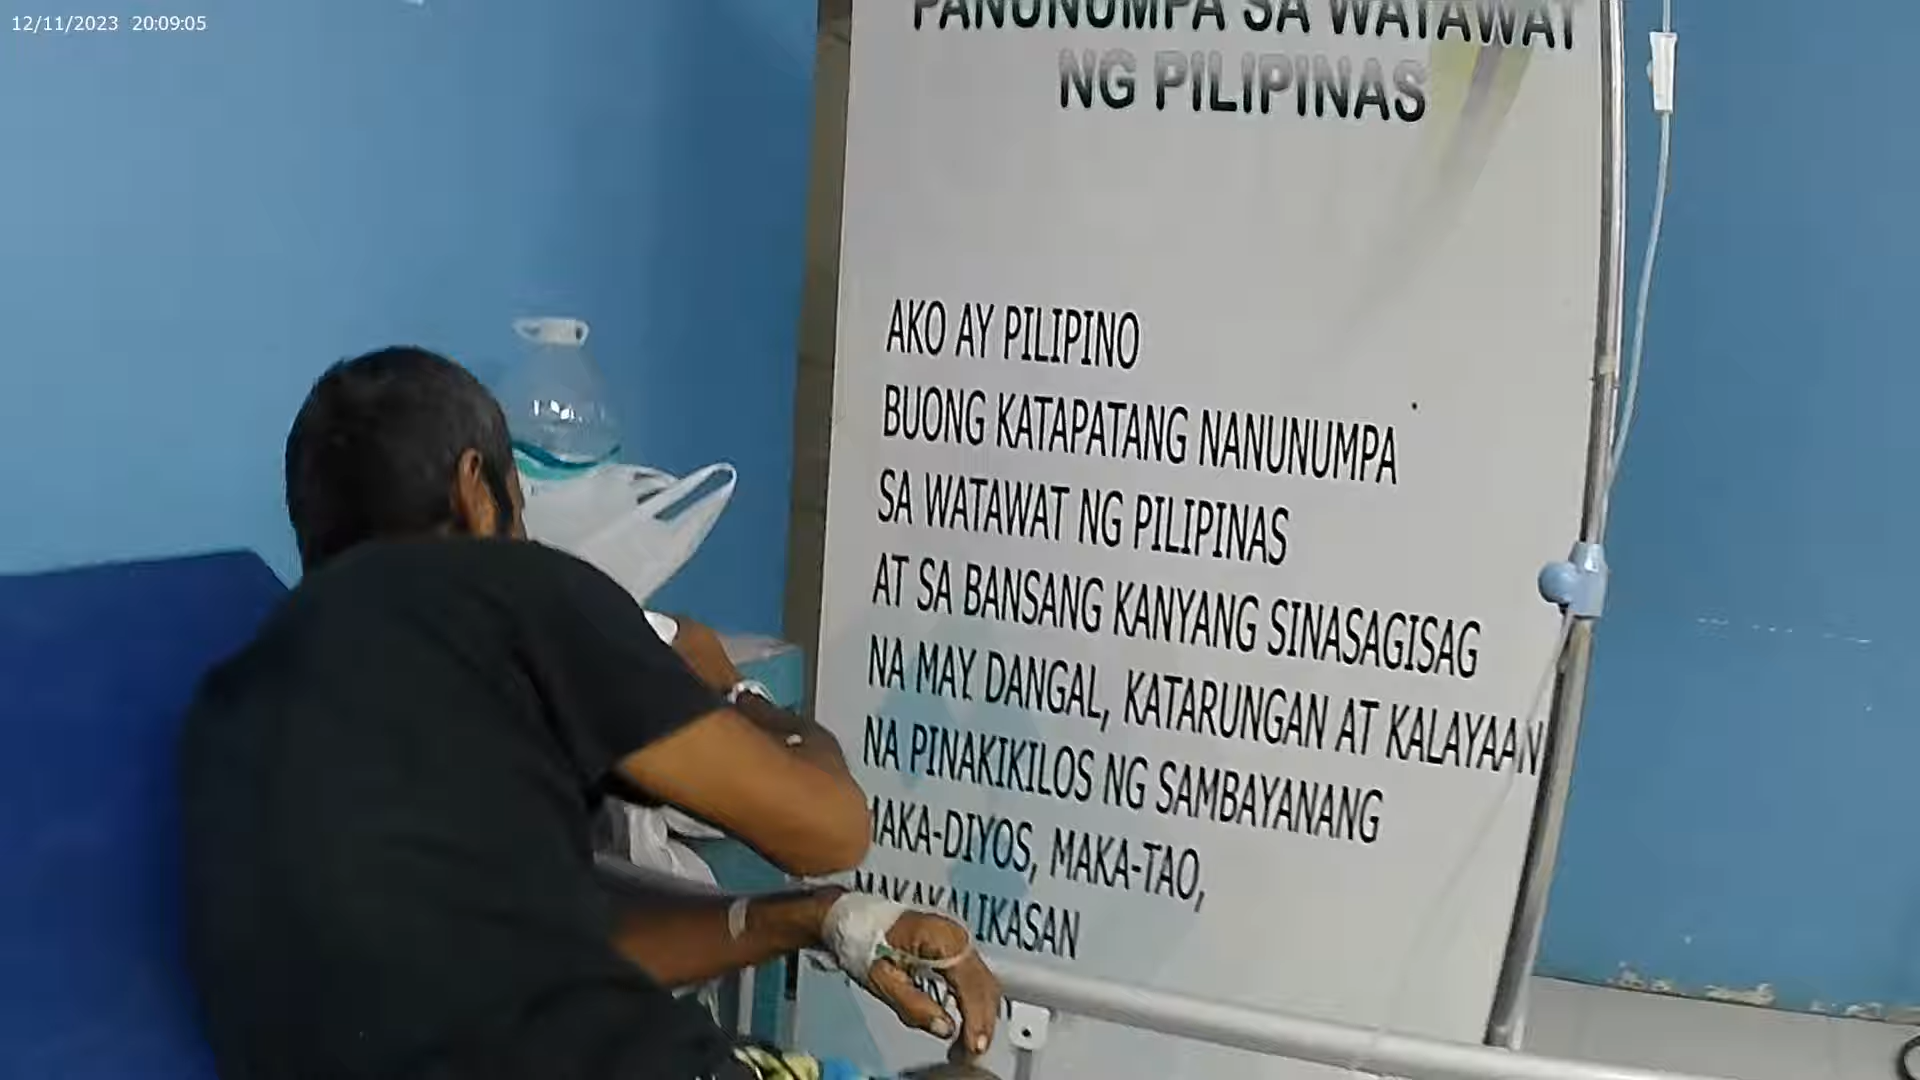 12/11/2023 20:09:05
PANUNUMPA SA WATAWAT
NG PILIPINAS
AKO AY PILIPINO
BUONG KATAPATANG NANUNUMPA
SA WATAWAT NG PILIPINAS
AT SA BANSANG KANYANG SINASAGISAG
NA MAY DANGAL, KATARUNGAN AT KALAYAAN
NA PINAKIKILOS NG SAMBAYANANG
MAKA-DIYOS, MAKA-TAO,
MAKAKALIKASAN